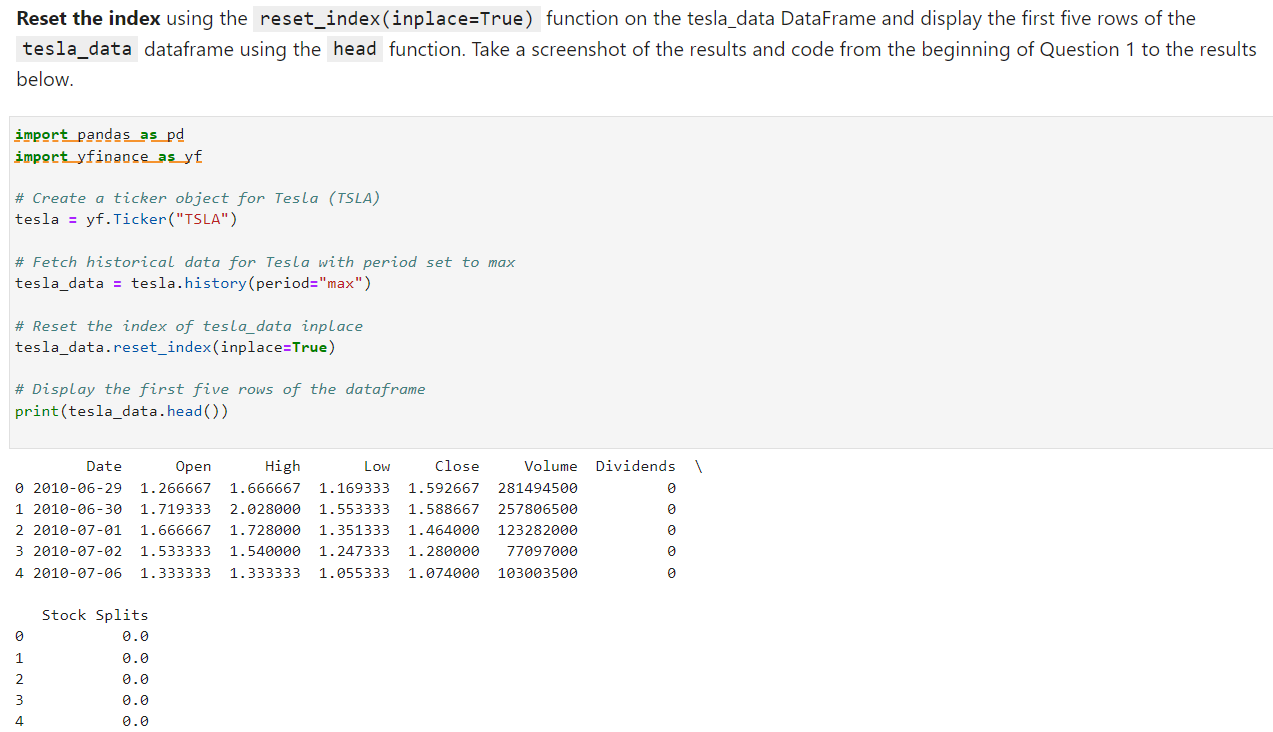 Reset the index using the reset_index(inplace=True) function on the tesla_data DataFrame and display the first five rows of the
tesla_data dataframe using the head function. Take a screenshot of the results and code from the beginning of Question 1 to the results
below.
import pandas as pd
import yfinance as yf
# Create a ticker object for Tesla (TSLA)
tesla = yf.Ticker("TSLA")
# Fetch historical data for Tesla with period set to max
tesla_data = tesla.history(period="max")
# Reset the index of tesla_data inplace
tesla_data.reset_index(inplace=True)
# Display the first five rows of the dataframe
print(tesla_data.head())
Date Open High Low Close Volume Dividends \
0 2010-06-29 1.266667 1.666667 1.169333 1.592667 281494500 0
1 2010-06-30 1.719333 2.028000 1.553333 1.588667 257806500 0
2 2010-07-01 1.666667 1.728000 1.351333 1.464000 123282000 0
3 2010-07-02 1.533333 1.540000 1.247333 1.280000 77097000 0
4 2010-07-06 1.333333 1.333333 1.055333 1.074000 103003500 0
Stock Splits
0 0.0
1 0.0
2 0.0
3 0.0
4 0.0